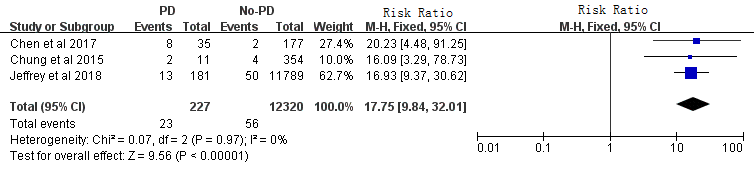 PD No-PD Risk Ratio Risk Ratio
Study or Subgroup Events Total Events Total Weight M-H, Fixed, 95% CI M-H, Fixed, 95% CI
Chen et al 2017 8 35 2 177 27.4% 20.23 [4.48, 91.25]
Chung et al 2015 2 11 4 354 10.0% 16.09 [3.29, 78.73]
Jeffrey et al 2018 13 181 50 11789 62.7% 16.93 [9.37, 30.62]
Total (95% CI) 227 12320 100.0% 17.75 [9.84, 32.01]
Total events 23 56
Heterogeneity: Chi² = 0.07, df = 2 (P = 0.97); I² = 0%
Test for overall effect: Z = 9.56 (P < 0.00001)
0.01 0.1 1 10 100